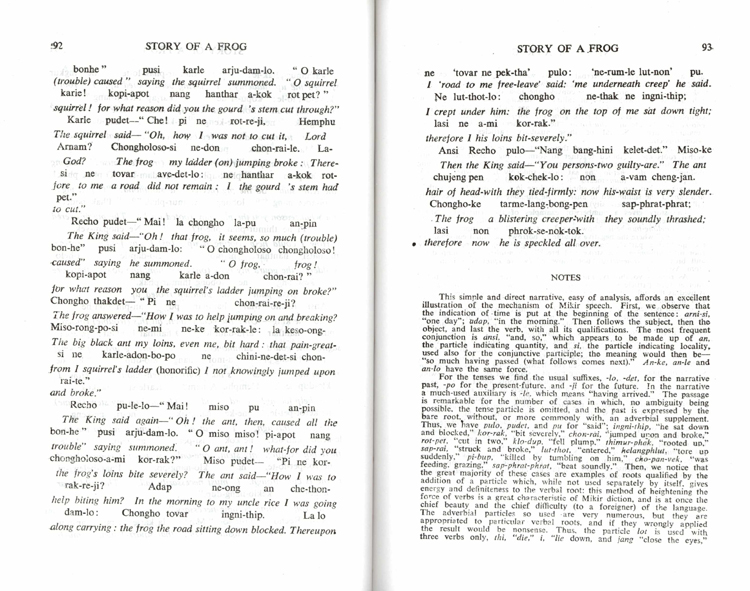 :92
STORY OF A FROG
bonhe" pusi karle arju-dam-lo. "O karle
(trouble) caused" saying the squirrel summoned. "O squirrel
karle! kopi-apot nang hanthar a-kok rot pet?"
squirrel! for what reason did you the gourd 's stem cut through?"
Karle pudet—"Che! pi ne rot-re-ji. Hemphu
The squirrel said—"Oh, how I was not to cut it, Lord
Arnam? Chongholoso-si ne-don chon-rai-le. La-
God? The frog my ladder (on) jumping broke: There-
si ne tovar ave-det-lo: ne hanthar a-kok rot-
fore to me a road did not remain: I the gourd 's stem had
pet."
to cut."
Recho pudet—"Mai! la chongho la-pu an-pin
The King said—"Oh! that frog, it seems, so much (trouble)
bon-he" pusi arju-dam-lo: "O chongholoso chongholoso!
caused" saying he summoned. "O frog, frog!
kopi-apot nang karle a-don chon-rai?"
for what reason you the squirrel's ladder jumping on broke?"
Chongho thakdet—"Pi ne chon-rai-re-ji?
The frog answered—"How I was to help jumping on and breaking?
Miso-rong-po-si ne-mi ne-ke kor-rak-le: la keso-ong-
The big black ant my loins, even me, bit hard: that pain-great-
si ne karle-adon-bo-po ne chini-ne-det-si chon-
from I squirrel's ladder (honorific) I not knowingly jumped upon
rai-te."
and broke."
Recho pu-le-lo—"Mai! miso pu an-pin
The King said again—"Oh! the ant, then, caused all the
bon-he" pusi arju-dam-lo. "O miso miso! pi-apot nang
trouble" saying summoned. "O ant, ant! what-for did you
chongholoso-a-mi kor-rak?" Miso pudet— "Pi ne kor-
the frog's loins bite severely? The ant said—"How I was to
rak-re-ji? Adap ne-ong an che-thon-
help biting him? In the morning to my uncle rice I was going
dam-lo: Chongho tovar ingni-thip. La lo
along carrying: the frog the road sitting down blocked. Thereupon
STORY OF A FROG
93
ne 'tovar ne pek-tha' pulo: 'ne-rum-le lut-non' pu.
I 'road to me free-leave' said: 'me underneath creep' he said.
Ne lut-thot-lo: chongho ne-thak ne ingni-thip;
I crept under him: the frog on the top of me sat down tight;
lasi ne a-mi kor-rak."
therefore I his loins bit-severely."
Ansi Recho pulo—"Nang bang-hini kelet-det." Miso-ke
Then the King said—"You persons-two guilty-are." The ant
chujeng pen kek-chek-lo: non a-vam cheng-jan.
hair of head-with they tied-firmly: now his-waist is very slender.
Chongho-ke tarme-lang-bong-pen sap-phrat-phrat;
The frog a blistering creeper-with they soundly thrashed;
lasi non phrok-se-nok-tok.
therefore now he is speckled all over.
NOTES
This simple and direct narrative, easy of analysis, affords an excellent
illustration of the mechanism of Mikir speech. First, we observe that
the indication of time is put at the beginning of the sentence: arni-si,
"one day"; adap, "in the morning." Then follows the subject, then the
object, and last the verb, with all its qualifications. The most frequent
conjunction is ansi, "and, so," which appears to be made up of an,
the particle indicating quantity, and si, the particle indicating locality,
used also for the conjunctive participle; the meaning would then be—
"so much having passed (what follows comes next)." An-ke, an-le and
an-lo have the same force.
For the tenses we find the usual suffixes, -lo, -det, for the narrative
past, -po for the present-future, and -ji for the future. In the narrative
a much-used auxiliary is -le, which means "having arrived." The passage
is remarkable for the number of cases in which, no ambiguity being
possible, the tense particle is omitted, and the past is expressed by the
bare root, without, or more commonly with, an adverbial supplement.
Thus, we have pulo, pudet, and pu for "said"; ingni-thip, "he sat down
and blocked," kor-rak, "bit severely," chon-rai, "jumped upon and broke,"
rot-pet, "cut in two," klo-dup, "fell plump," thimur-phek, "rooted up,"
sap-rai, "struck and broke," lut-thot, "entered," helangphlut, "tore up
suddenly," pi-bup, "killed by tumbling on him," cho-pan-vek, "was
feeding, grazing," sap-phrat-phrat, "beat soundly." Then, we notice that
the great majority of these cases are examples of roots qualified by the
addition of a particle which, while not used separately by itself, gives
energy and definiteness to the verbal root: this method of heightening the
force of verbs is a great characteristic of Mikir diction, and is at once the
chief beauty and the chief difficulty (to a foreigner) of the language.
The adverbial particles so used are very numerous, but they are
appropriated to particular verbal roots, and if they wrongly applied
the result would be nonsense. Thus, the particle lot is used with
three verbs only, thi, "die," i, "lie down, and jang "close the eyes,"